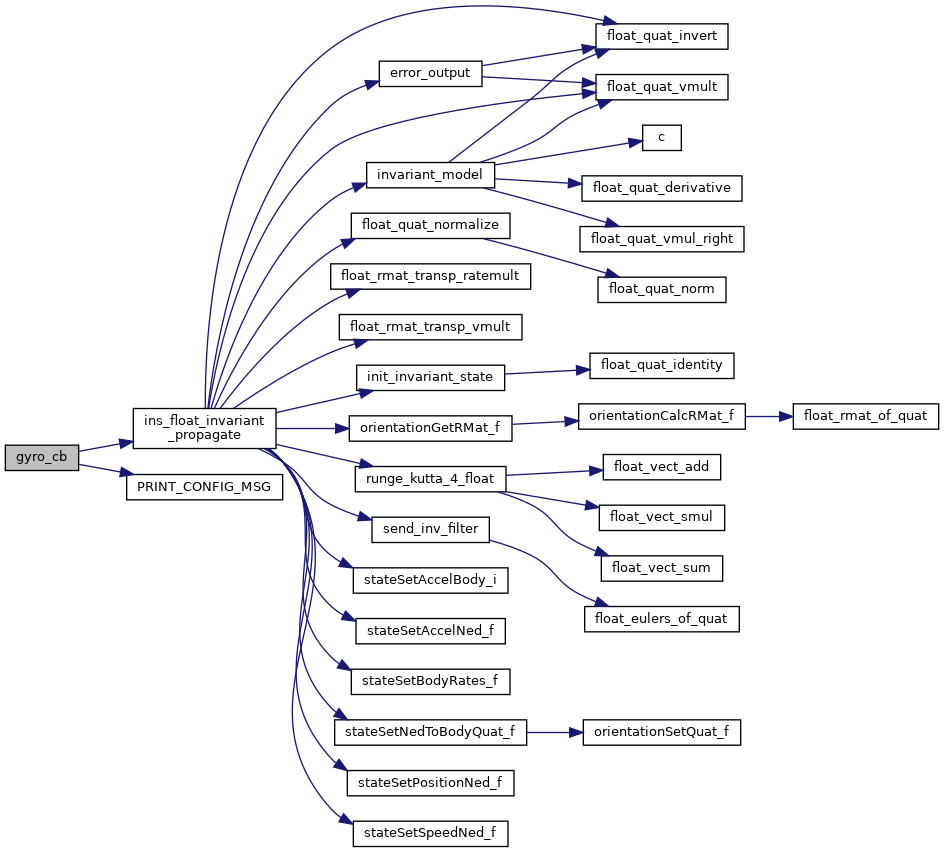 gyro_cb
ins_float_invariant
_propagate
PRINT_CONFIG_MSG
error_output
invariant_model
float_quat_normalize
float_rmat_transp_ratemult
float_rmat_transp_vmult
init_invariant_state
orientationGetRMat_f
runge_kutta_4_float
send_inv_filter
stateSetAccelBody_i
stateSetAccelNed_f
stateSetBodyRates_f
stateSetNedToBodyQuat_f
stateSetPositionNed_f
stateSetSpeedNed_f
float_quat_invert
float_quat_vmult
c
float_quat_derivative
float_quat_vmul_right
float_quat_norm
float_quat_identity
orientationCalcRMat_f
float_vect_add
float_vect_smul
float_vect_sum
float_eulers_of_quat
orientationSetQuat_f
float_rmat_of_quat